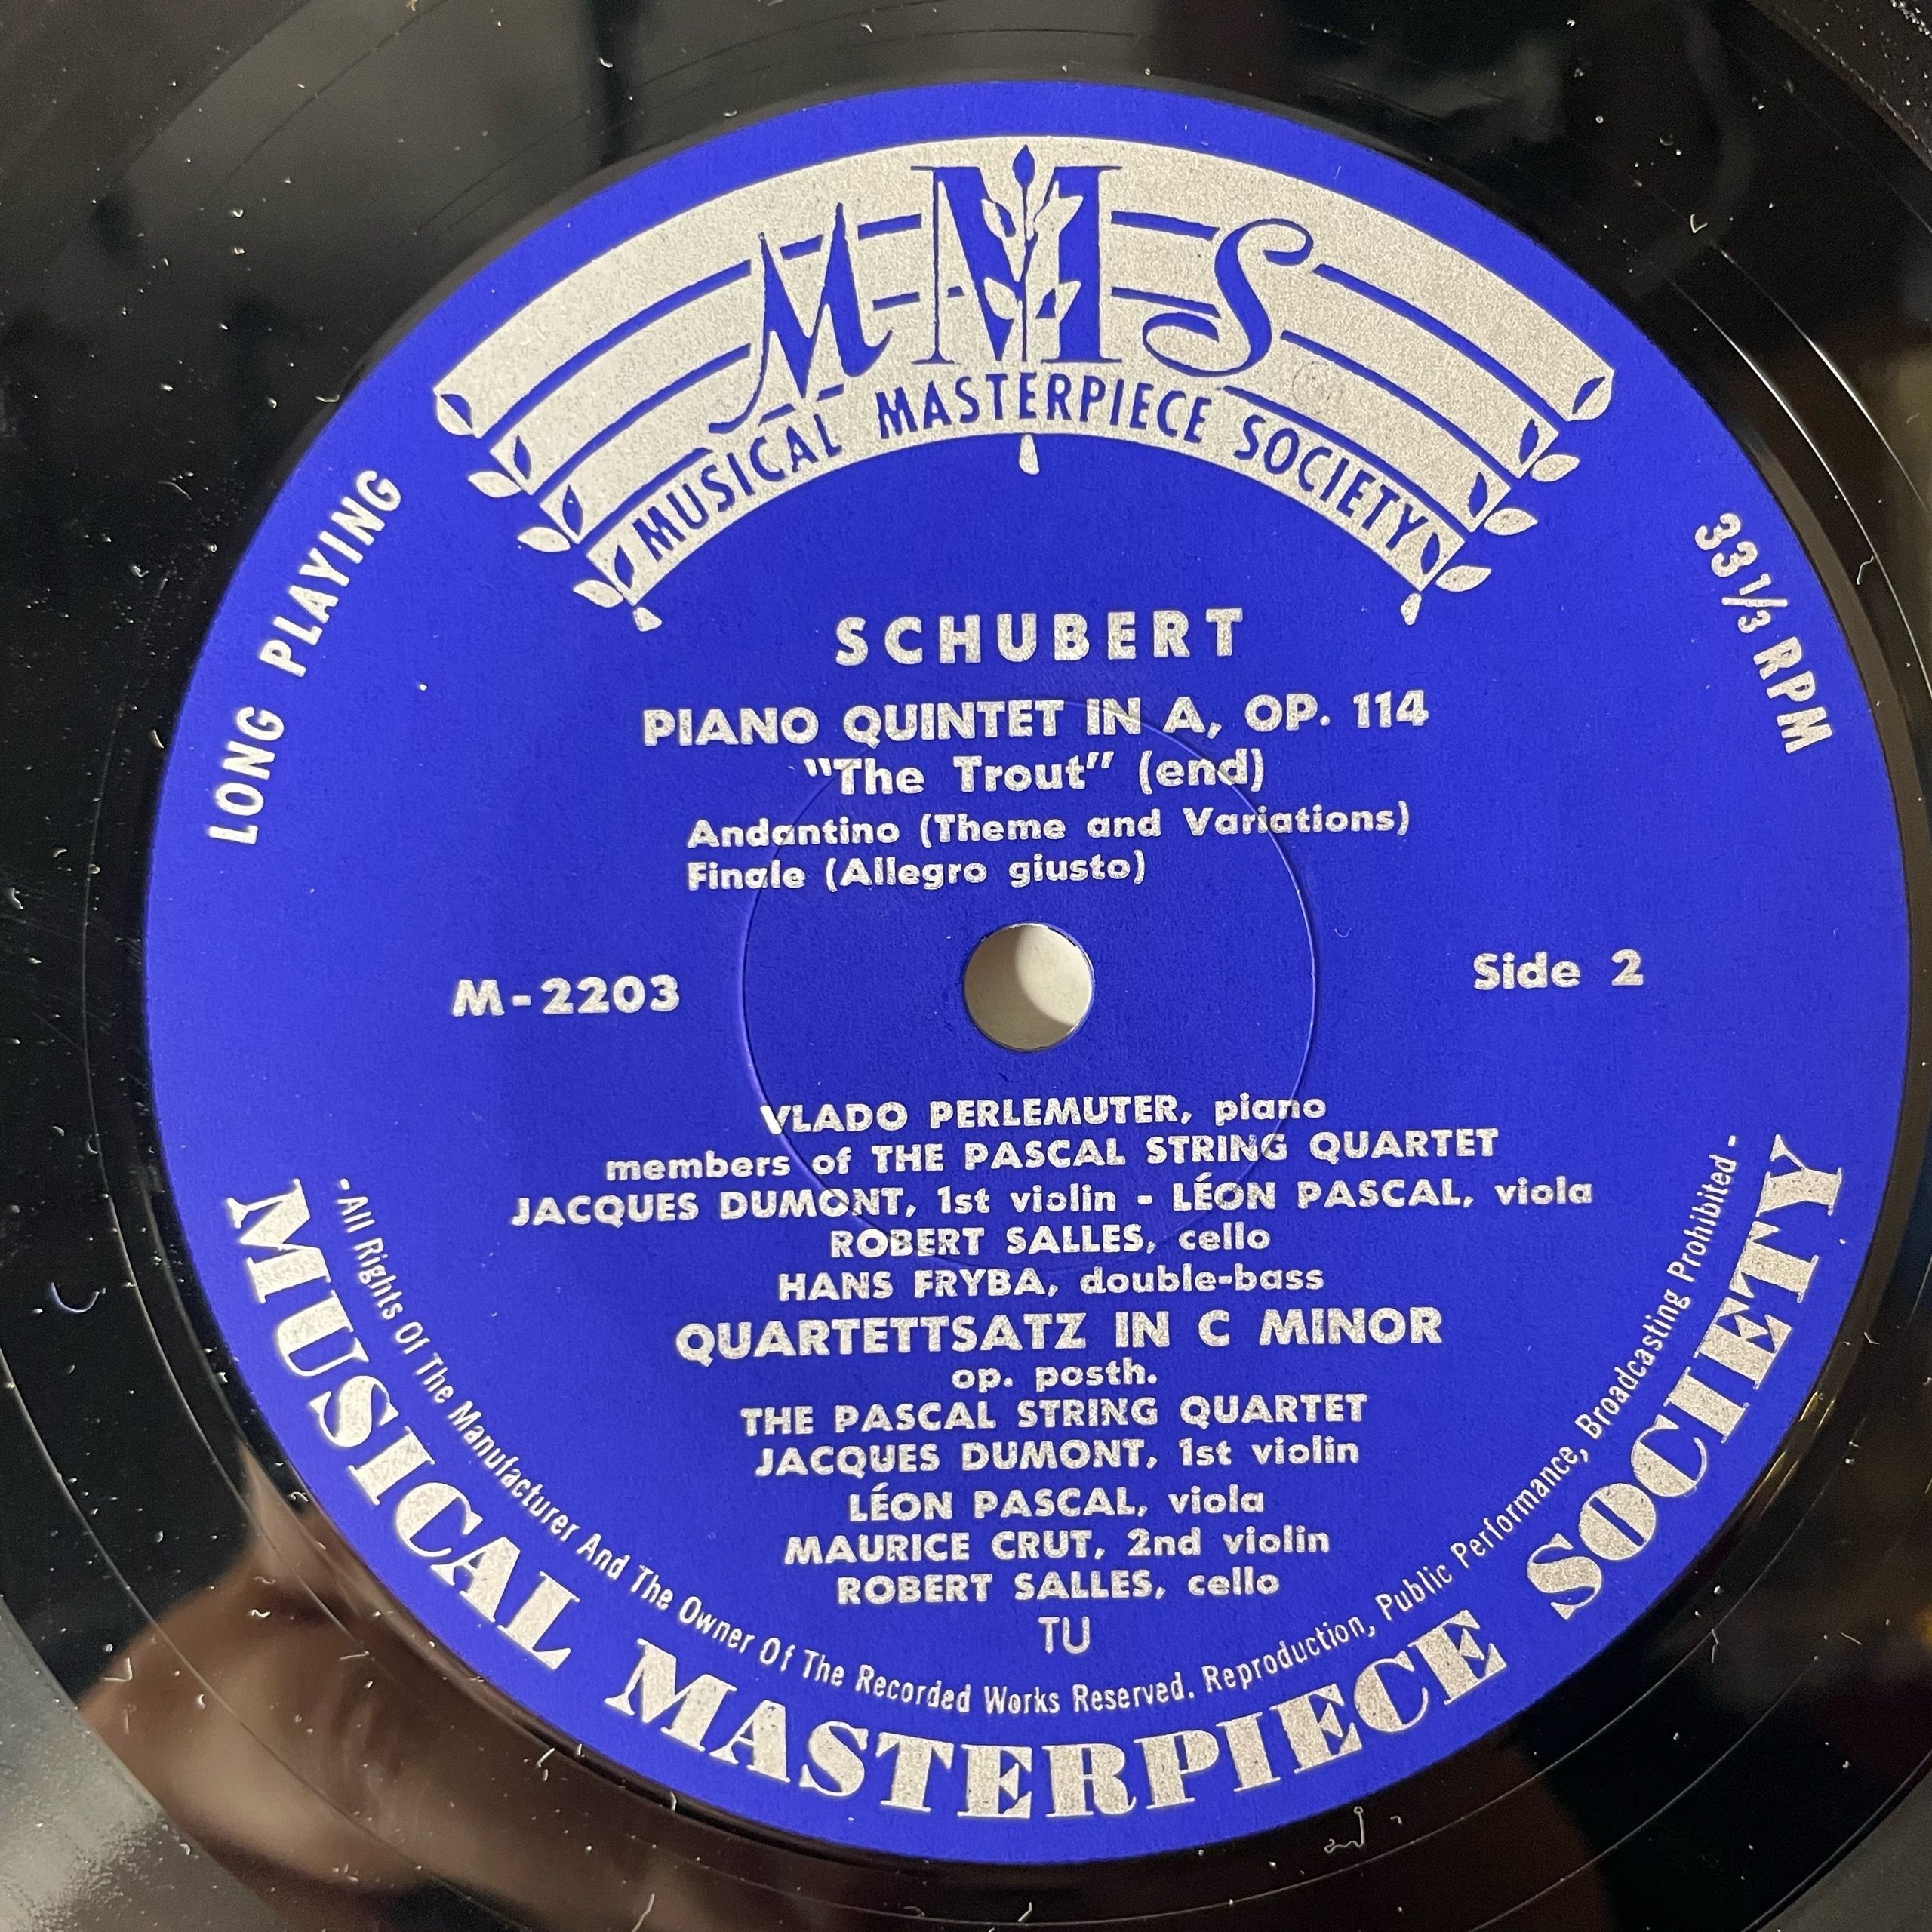 MMS
MUSICAL MASTERPIECE SOCIETY
LONG PLAYING
33 1/3 RPM
SCHUBERT
PIANO QUINTET IN A, OP. 114
"The Trout" (end)
Andantino (Theme and Variations)
Finale (Allegro giusto)
M-2203
Side 2
VLADO PERLEMUTER, piano
members of THE PASCAL STRING QUARTET
JACQUES DUMONT, 1st violin - LÉON PASCAL, viola
ROBERT SALLES, cello
HANS FRYBA, double-bass
QUARTETTSATZ IN C MINOR
op. posth.
THE PASCAL STRING QUARTET
JACQUES DUMONT, 1st violin
LÉON PASCAL, viola
MAURICE CRUT, 2nd violin
ROBERT SALLES, cello
TU
- All Rights Of The Manufacturer And The Owner Of The Recorded Works Reserved. Reproduction, Public Performance, Broadcasting Prohibited -
MUSICAL MASTERPIECE SOCIETY